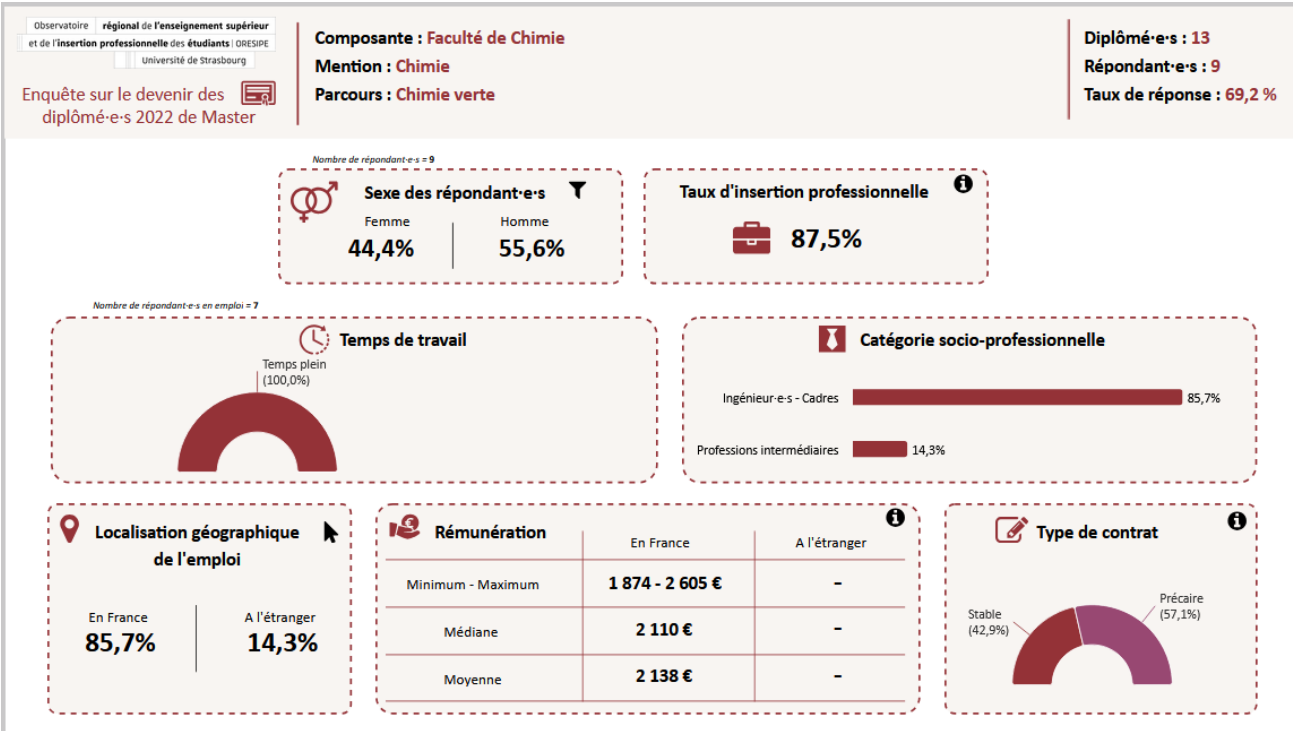 Observatoire régional de l'enseignement supérieur
et de l'insertion professionnelle des étudiants | ORESIPE
Université de Strasbourg
Enquête sur le devenir des
diplômé·e·s 2022 de Master
Composante : Faculté de Chimie
Mention : Chimie
Parcours : Chimie verte
Diplômé·e·s : 13
Répondant·e·s : 9
Taux de réponse : 69,2 %
Nombre de répondant·e·s = 9
Sexe des répondant·e·s
Femme Homme
44,4% 55,6%
Taux d'insertion professionnelle
87,5%
Nombre de répondant·e·s en emploi = 7
Temps de travail
Temps plein
(100,0%)
Catégorie socio-professionnelle
Ingénieur·e·s - Cadres 85,7%
Professions intermédiaires 14,3%
Localisation géographique
de l'emploi
En France A l'étranger
85,7% 14,3%
Rémunération En France A l'étranger
Minimum - Maximum 1 874 - 2 605 € -
Médiane 2 110 € -
Moyenne 2 138 € -
Type de contrat
Stable
(42,9%)
Précaire
(57,1%)